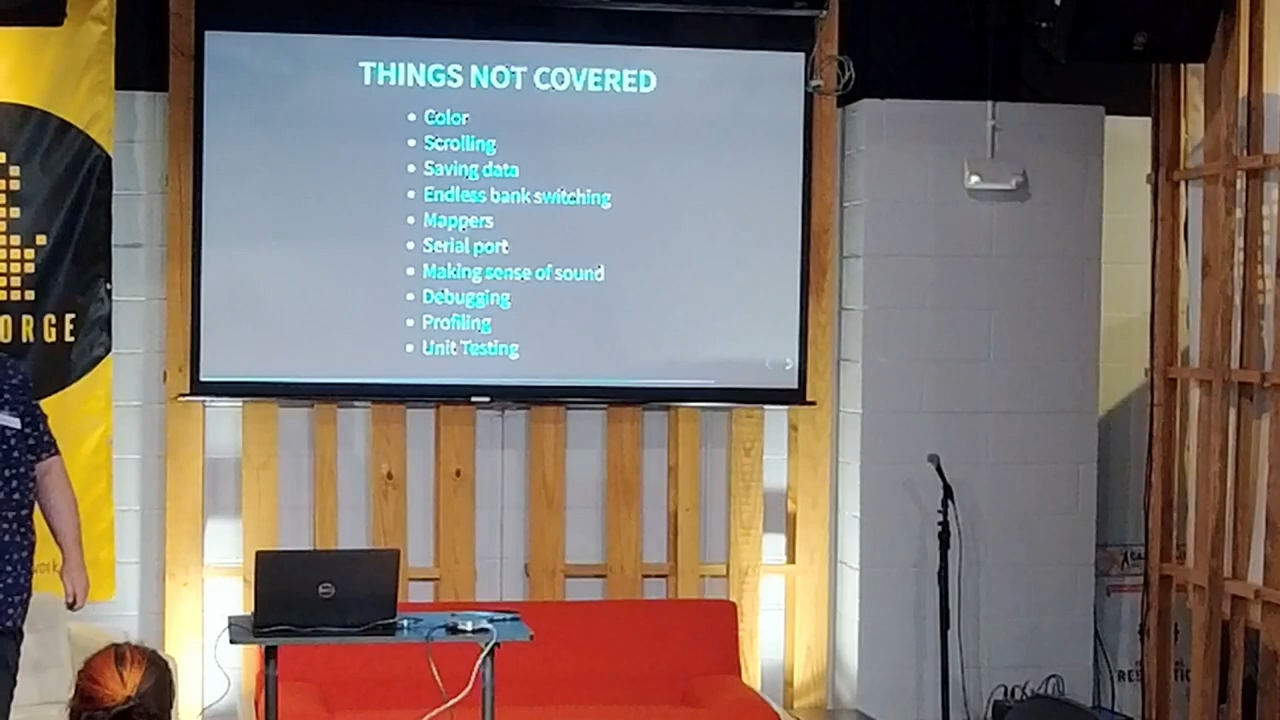 THINGS NOT COVERED
• Color
• Scrolling
• Saving data
• Endless bank switching
• Mappers
• Serial port
• Making sense of sound
• Debugging
• Profiling
• Unit Testing
ORGE
DELL